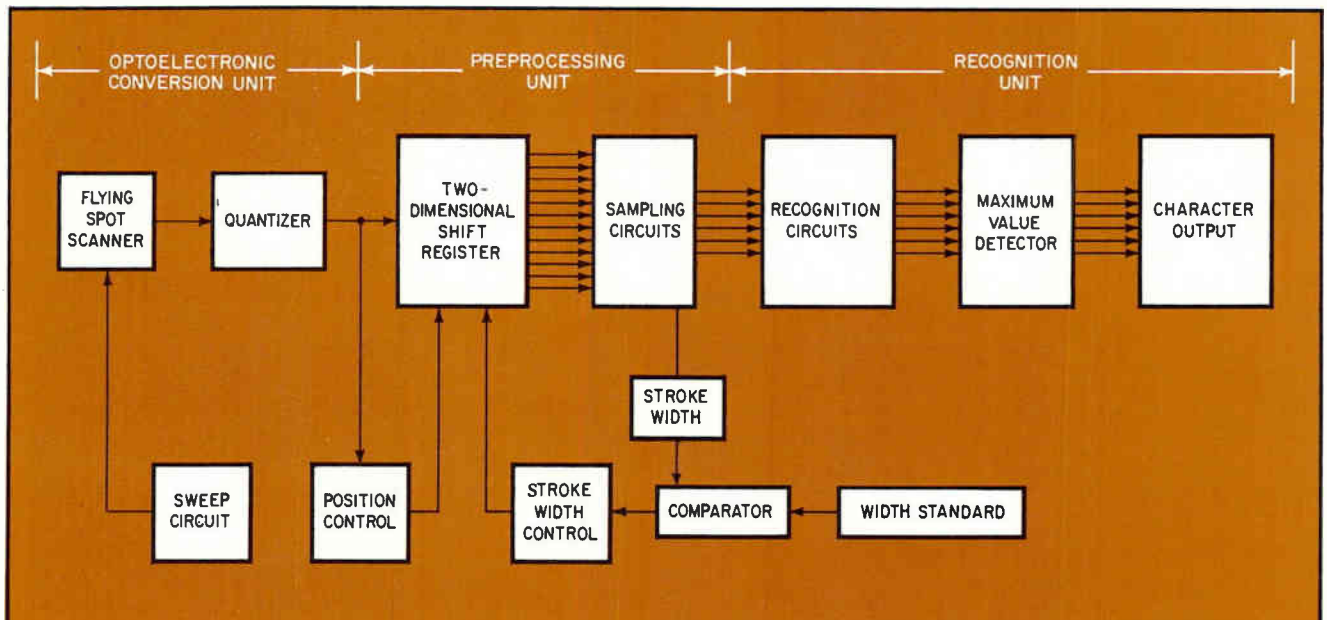 OPTOELECTRONIC
CONVERSION UNIT
PREPROCESSING
UNIT
RECOGNITION
UNIT
FLYING
SPOT
SCANNER
QUANTIZER
TWO-
DIMENSIONAL
SHIFT
REGISTER
SAMPLING
CIRCUITS
RECOGNITION
CIRCUITS
MAXIMUM
VALUE
DETECTOR
CHARACTER
OUTPUT
STROKE
WIDTH
SWEEP
CIRCUIT
POSITION
CONTROL
STROKE
WIDTH
CONTROL
COMPARATOR
WIDTH STANDARD